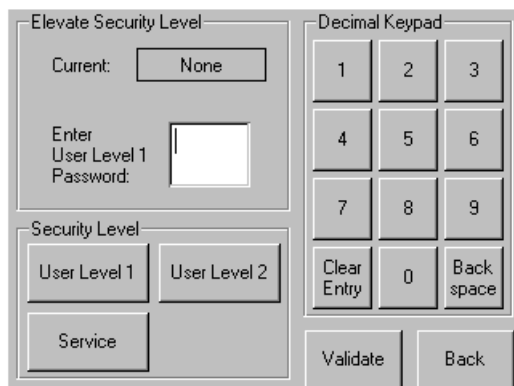 Elevate Security Level
Current: None
Enter
User Level 1
Password:
Security Level
User Level 1 User Level 2
Service
Decimal Keypad
1 2 3
4 5 6
7 8 9
Clear
Entry
0
Back
space
Validate Back